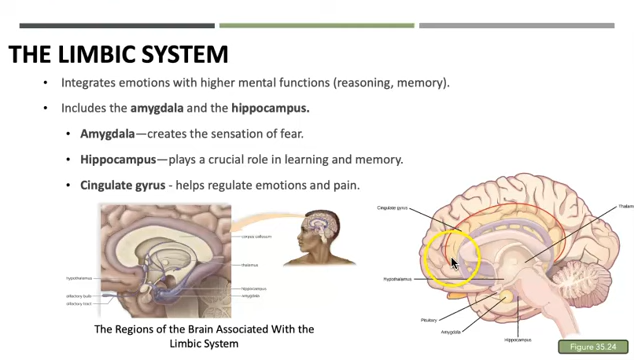 THE LIMBIC SYSTEM
• Integrates emotions with higher mental functions (reasoning, memory).
• Includes the amygdala and the hippocampus.
• Amygdala—creates the sensation of fear.
• Hippocampus—plays a crucial role in learning and memory.
• Cingulate gyrus - helps regulate emotions and pain.
corpus callosum
thalamus
Hypothalamus
Hippocampus
olfactory bulb
Amygdala
olfactory tract
The Regions of the Brain Associated With the
Limbic System
Cingulate gyrus
Thalam
Hypothalamus
Pituitary
Amygdala
Hippocampus
Figure 35.24